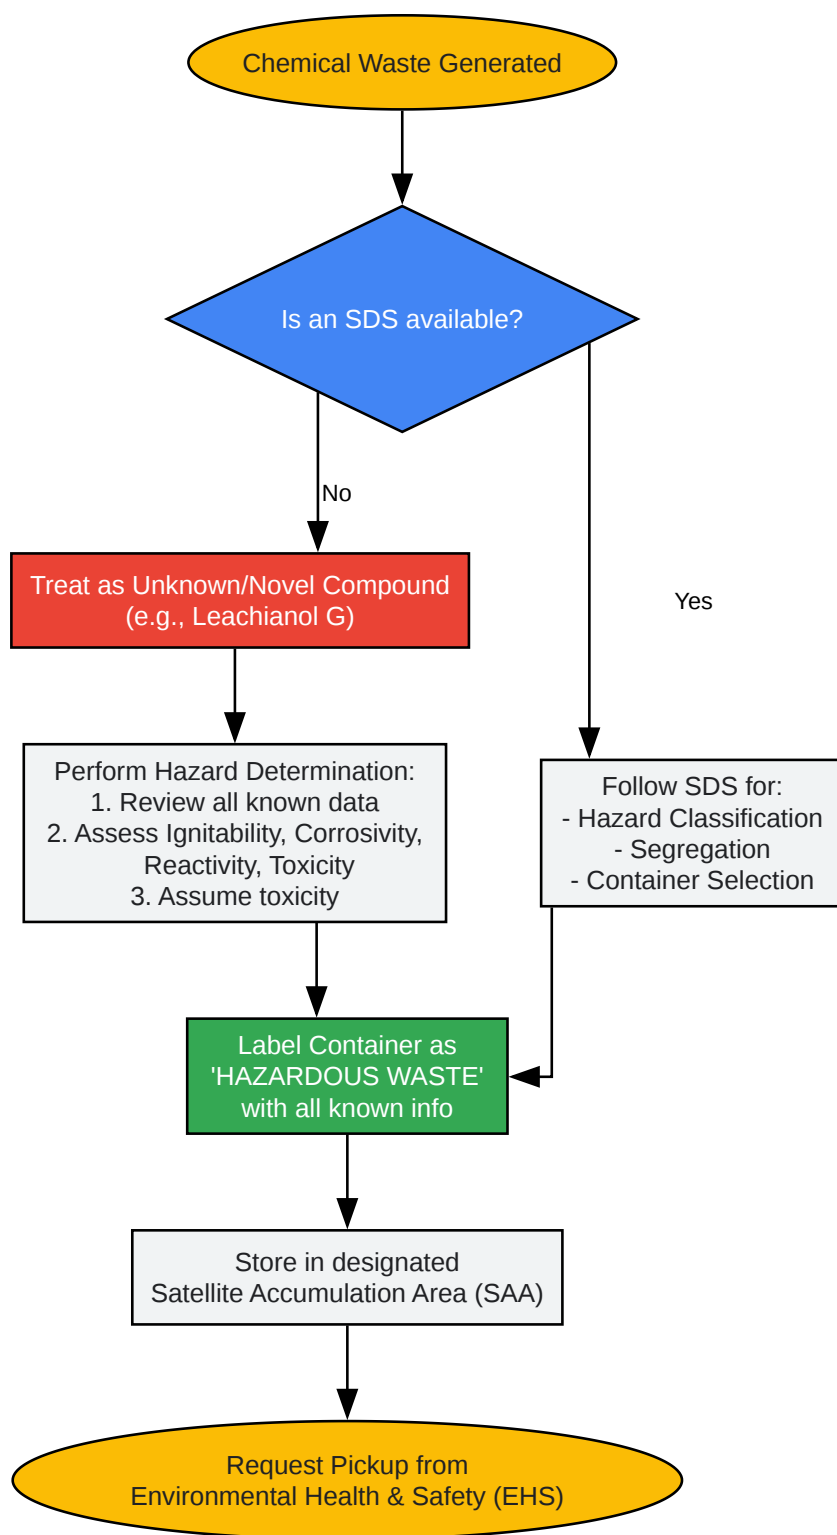 Chemical Waste Generated
Is an SDS available?
No
Yes
Treat as Unknown/Novel Compound
(e.g., Leachianol G)
Perform Hazard Determination:
1. Review all known data
2. Assess Ignitability, Corrosivity,
Reactivity, Toxicity
3. Assume toxicity
Follow SDS for:
- Hazard Classification
- Segregation
- Container Selection
Label Container as
'HAZARDOUS WASTE'
with all known info
Store in designated
Satellite Accumulation Area (SAA)
Request Pickup from
Environmental Health & Safety (EHS)